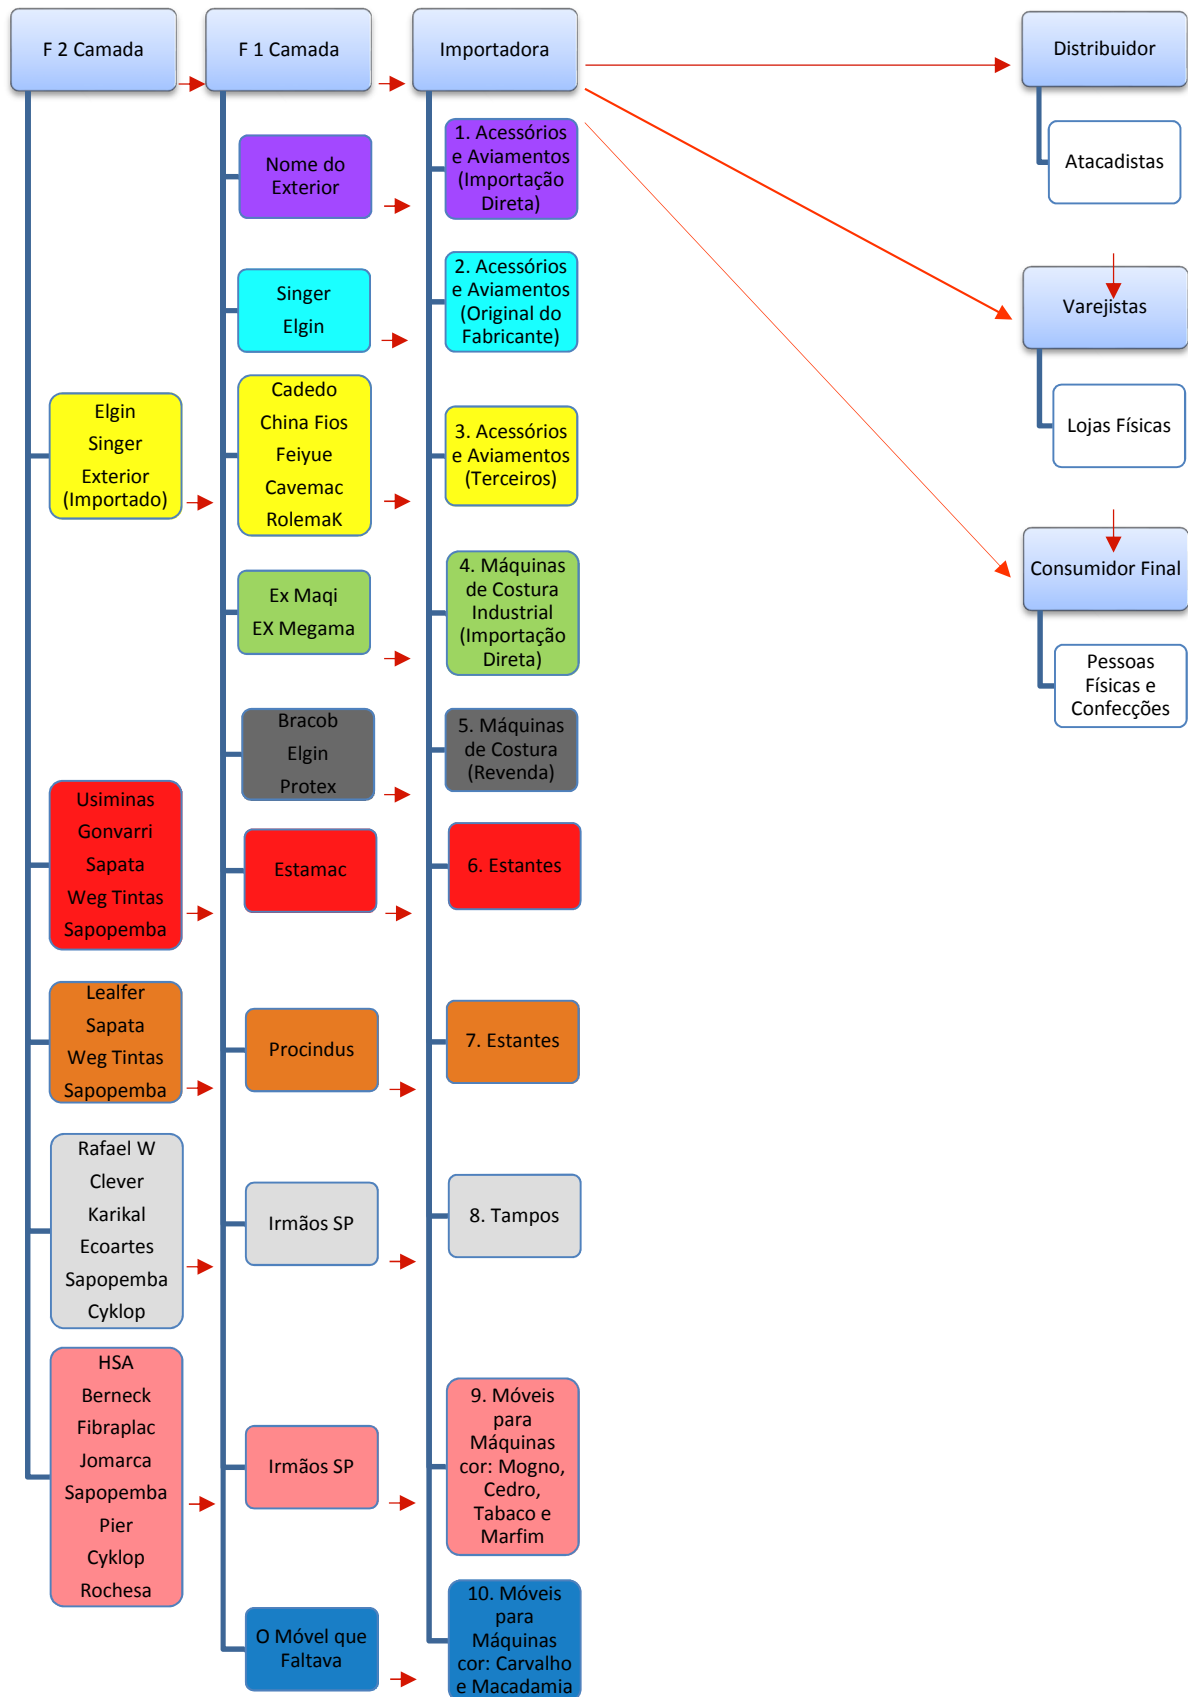 F 2 Camada
F 1 Camada
Importadora
Distribuidor
Nome do
Exterior
1. Acessórios
e Aviamentos
(Importação
Direta)
Atacadistas
Singer
Elgin
2. Acessórios
e Aviamentos
(Original do
Fabricante)
Varejistas
Elgin
Singer
Exterior
(Importado)
Cadedo
China Fios
Feiyue
Cavemac
RolemaK
3. Acessórios
e Aviamentos
(Terceiros)
Lojas Físicas
Ex Maqi
EX Megama
4. Máquinas
de Costura
Industrial
(Importação
Direta)
Consumidor Final
Pessoas
Físicas e
Confecções
Bracob
Elgin
Protex
5. Máquinas
de Costura
(Revenda)
Usiminas
Gonvarri
Sapata
Weg Tintas
Sapopemba
Estamac
6. Estantes
Lealfer
Sapata
Weg Tintas
Sapopemba
Procindus
7. Estantes
Rafael W
Clever
Karikal
Ecoartes
Sapopemba
Cyklop
Irmãos SP
8. Tampos
HSA
Berneck
Fibraplac
Jomarca
Sapopemba
Pier
Cyklop
Rochesa
Irmãos SP
9. Móveis
para
Máquinas
cor: Mogno,
Cedro,
Tabaco e
Marfim
O Móvel que
Faltava
10. Móveis
para
Máquinas
cor: Carvalho
e Macadamia